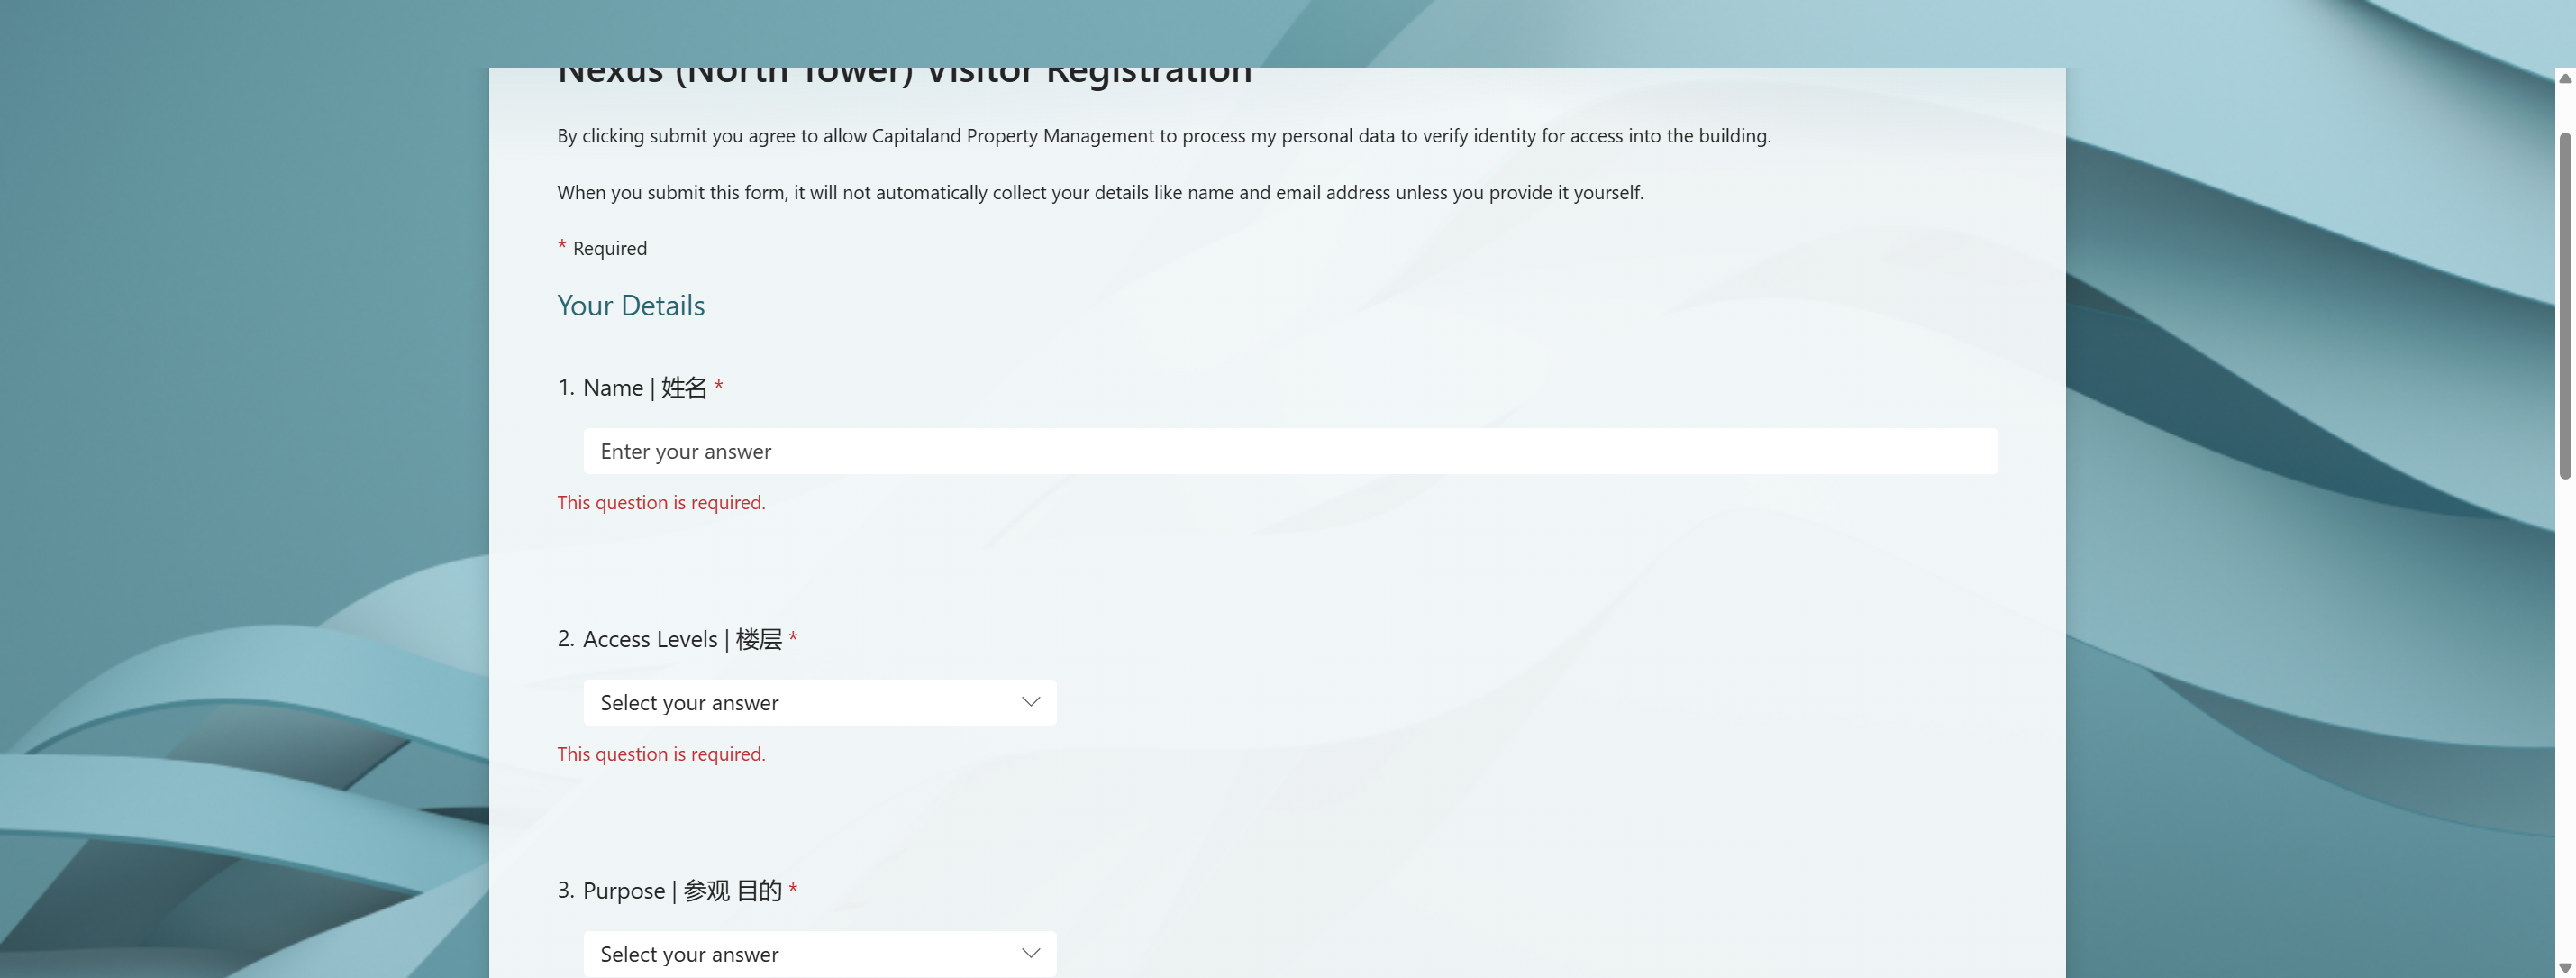 Nexus (North Tower) Visitor Registration
By clicking submit you agree to allow Capitaland Property Management to process my personal data to verify identity for access into the building.
When you submit this form, it will not automatically collect your details like name and email address unless you provide it yourself.
* Required
Your Details
1. Name | 姓名 *
Enter your answer
This question is required.
2. Access Levels | 楼层 *
Select your answer
This question is required.
3. Purpose | 参观 目的 *
Select your answer